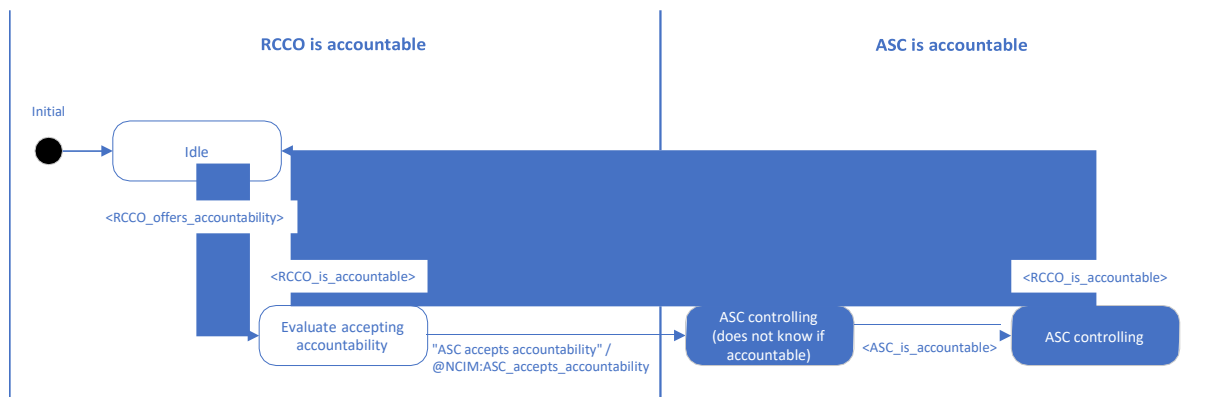 RCCO is accountable
ASC is accountable
Initial
Idle
<RCCO_offers_accountability>
<RCCO_is_accountable>
<RCCO_is_accountable>
Evaluate accepting
accountability
"ASC accepts accountability" /
@NCIM:ASC_accepts_accountability
ASC controlling
(does not know if
accountable)
<ASC_is_accountable>
ASC controlling